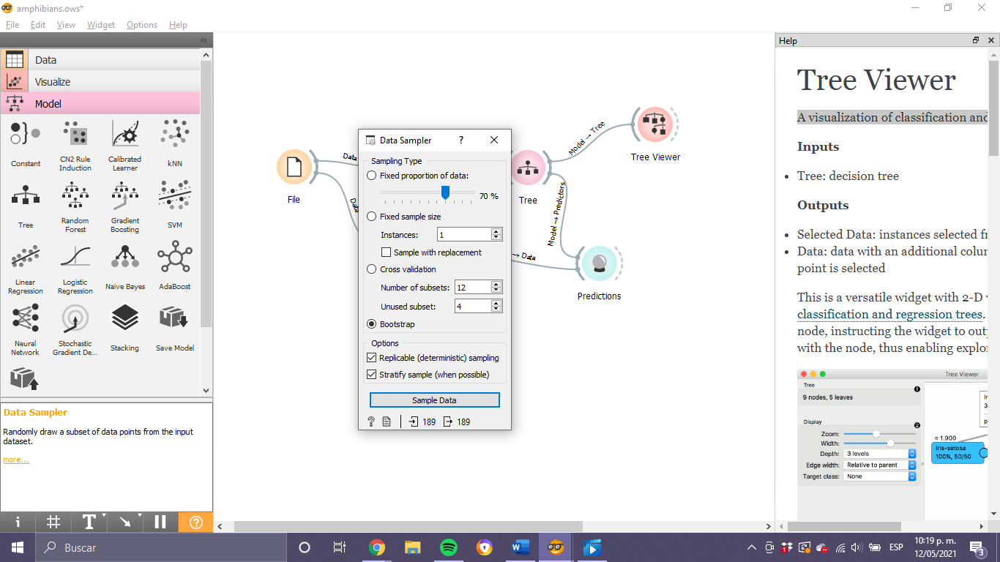 amphibians.ows*
File Edit View Widget Options Help
Data
Visualize
Model
Constant
CN2 Rule Induction
Calibrated Learner
kNN
Tree
Random Forest
Gradient Boosting
SVM
Linear Regression
Logistic Regression
Naive Bayes
AdaBoost
Neural Network
Stochastic Gradient De...
Stacking
Save Model
Data Sampler
Randomly draw a subset of data points from the input
dataset.
more...
File
Data
Data
Data Sampler ?
Sampling Type
Fixed proportion of data:
70 %
Fixed sample size
Instances: 1
Sample with replacement
Cross validation
Number of subsets: 12
Unused subset: 4
Bootstrap
Options
Replicable (deterministic) sampling
Stratify sample (when possible)
Sample Data
189 189
Tree
Model → Tree
Tree Viewer
Model → Predictors
→ Data
Predictions
Help
Tree Viewer
A visualization of classification and
Inputs
• Tree: decision tree
Outputs
• Selected Data: instances selected fr
• Data: data with an additional colum
point is selected
This is a versatile widget with 2-D v
classification and regression trees.
node, instructing the widget to outp
with the node, thus enabling explor
Tree Viewer
Tree
9 nodes, 5 leaves
1
Display
2
Zoom:
Width:
Depth: 3 levels
Edge width: Relative to parent
Target class: None
≤ 1.900
Iris-setosa
100%, 50/50
Buscar
ESP
10:19 p. m.
12/05/2021
3